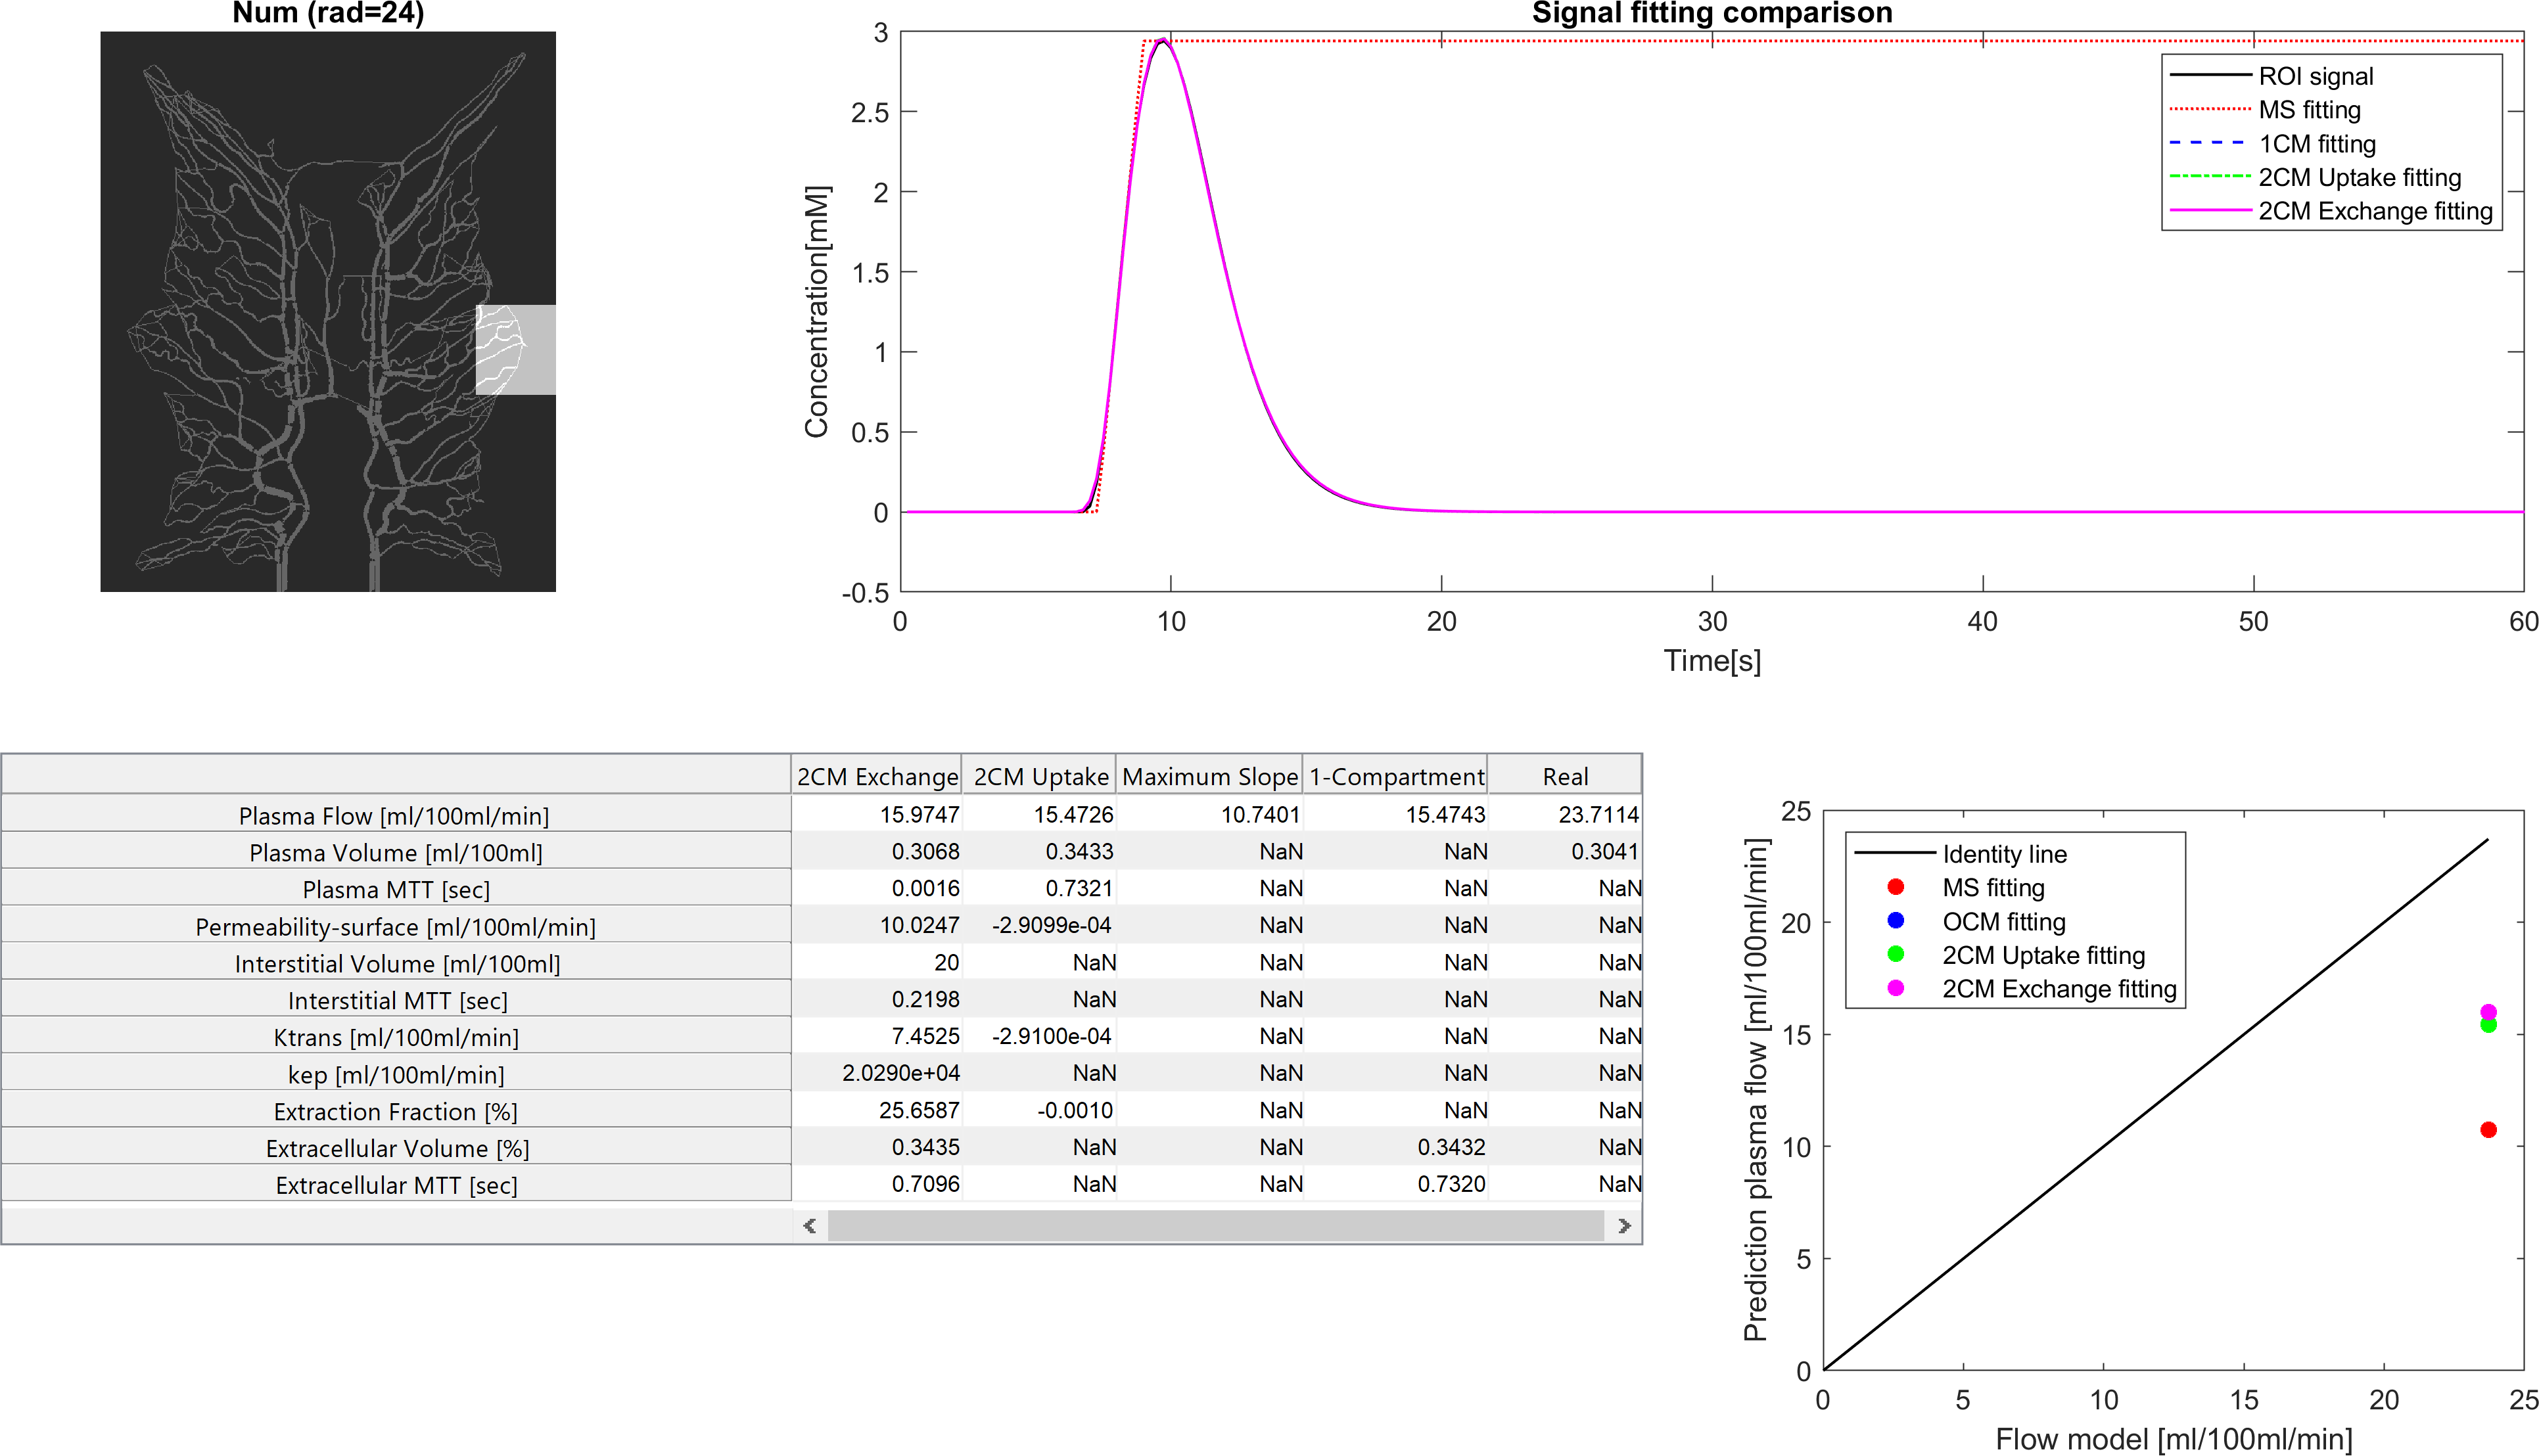 Num (rad=24)
Signal fitting comparison
3
2.5
2
1.5
1
0.5
0
-0.5
Concentration[mM]
0 10 20 30 40 50 60
Time[s]
ROI signal
MS fitting
1CM fitting
2CM Uptake fitting
2CM Exchange fitting
2CM Exchange 2CM Uptake Maximum Slope 1-Compartment Real
Plasma Flow [ml/100ml/min] 15.9747 15.4726 10.7401 15.4743 23.7114
Plasma Volume [ml/100ml] 0.3068 0.3433 NaN NaN 0.3041
Plasma MTT [sec] 0.0016 0.7321 NaN NaN NaN
Permeability-surface [ml/100ml/min] 10.0247 -2.9099e-04 NaN NaN NaN
Interstitial Volume [ml/100ml] 20 NaN NaN NaN NaN
Interstitial MTT [sec] 0.2198 NaN NaN NaN NaN
Ktrans [ml/100ml/min] 7.4525 -2.9100e-04 NaN NaN NaN
kep [ml/100ml/min] 2.0290e+04 NaN NaN NaN NaN
Extraction Fraction [%] 25.6587 -0.0010 NaN NaN NaN
Extracellular Volume [%] 0.3435 NaN NaN 0.3432 NaN
Extracellular MTT [sec] 0.7096 NaN NaN 0.7320 NaN
25
20
15
10
5
0
Prediction plasma flow [ml/100ml/min]
Identity line
MS fitting
OCM fitting
2CM Uptake fitting
2CM Exchange fitting
0 5 10 15 20 25
Flow model [ml/100ml/min]